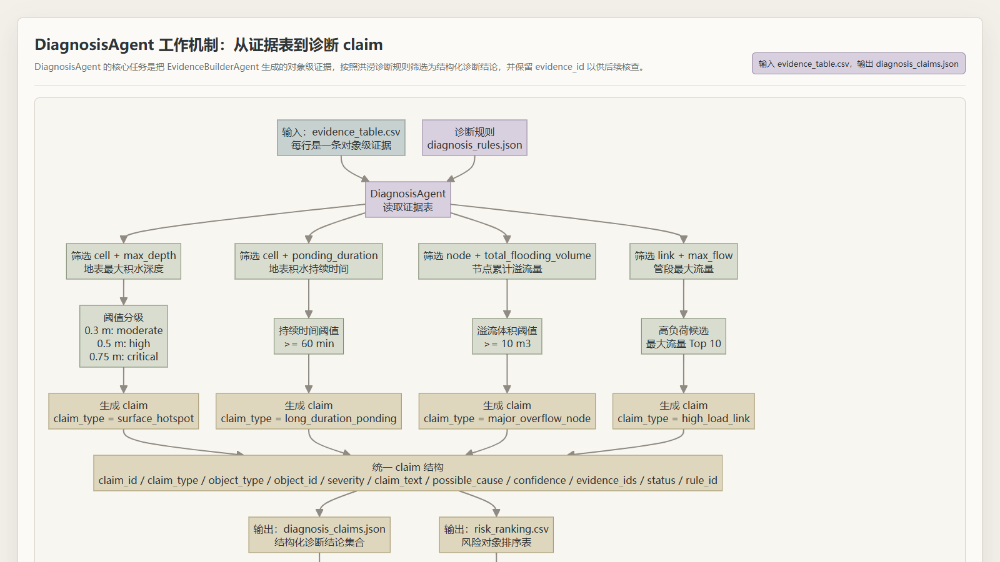 DiagnosisAgent 工作机制：从证据表到诊断 claim
DiagnosisAgent 的核心任务是把 EvidenceBuilderAgent 生成的对象级证据，按照洪涝诊断规则筛选为结构化诊断结论，并保留 evidence_id 以供后续核查。
输入 evidence_table.csv，输出 diagnosis_claims.json
输入：evidence_table.csv
每行是一条对象级证据
诊断规则
diagnosis_rules.json
DiagnosisAgent
读取证据表
筛选 cell + max_depth
地表最大积水深度
筛选 cell + ponding_duration
地表积水持续时间
筛选 node + total_flooding_volume
节点累计溢流量
筛选 link + max_flow
管段最大流量
阈值分级
0.3 m: moderate
0.5 m: high
0.75 m: critical
持续时间阈值
>= 60 min
溢流体积阈值
>= 10 m3
高负荷候选
最大流量 Top 10
生成 claim
claim_type = surface_hotspot
生成 claim
claim_type = long_duration_ponding
生成 claim
claim_type = major_overflow_node
生成 claim
claim_type = high_load_link
统一 claim 结构
claim_id / claim_type / object_type / object_id / severity / claim_text / possible_cause / confidence / evidence_ids / status / rule_id
输出：diagnosis_claims.json
结构化诊断结论集合
输出：risk_ranking.csv
风险对象排序表